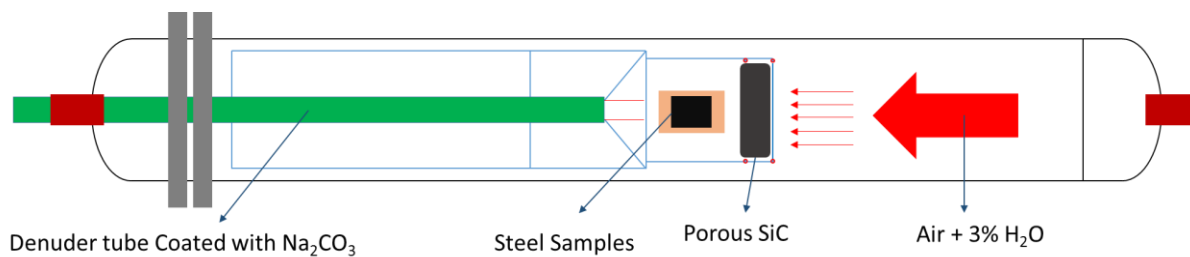 Denuder tube Coated with Na₂CO₃
Steel Samples
Porous SiC
Air + 3% H₂O